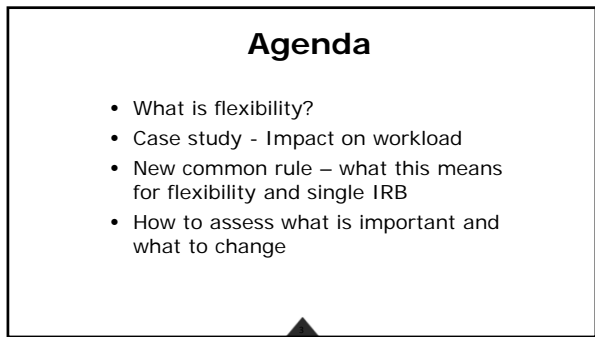 Agenda
• What is flexibility?
• Case study - Impact on workload
• New common rule – what this means
for flexibility and single IRB
• How to assess what is important and
what to change
3